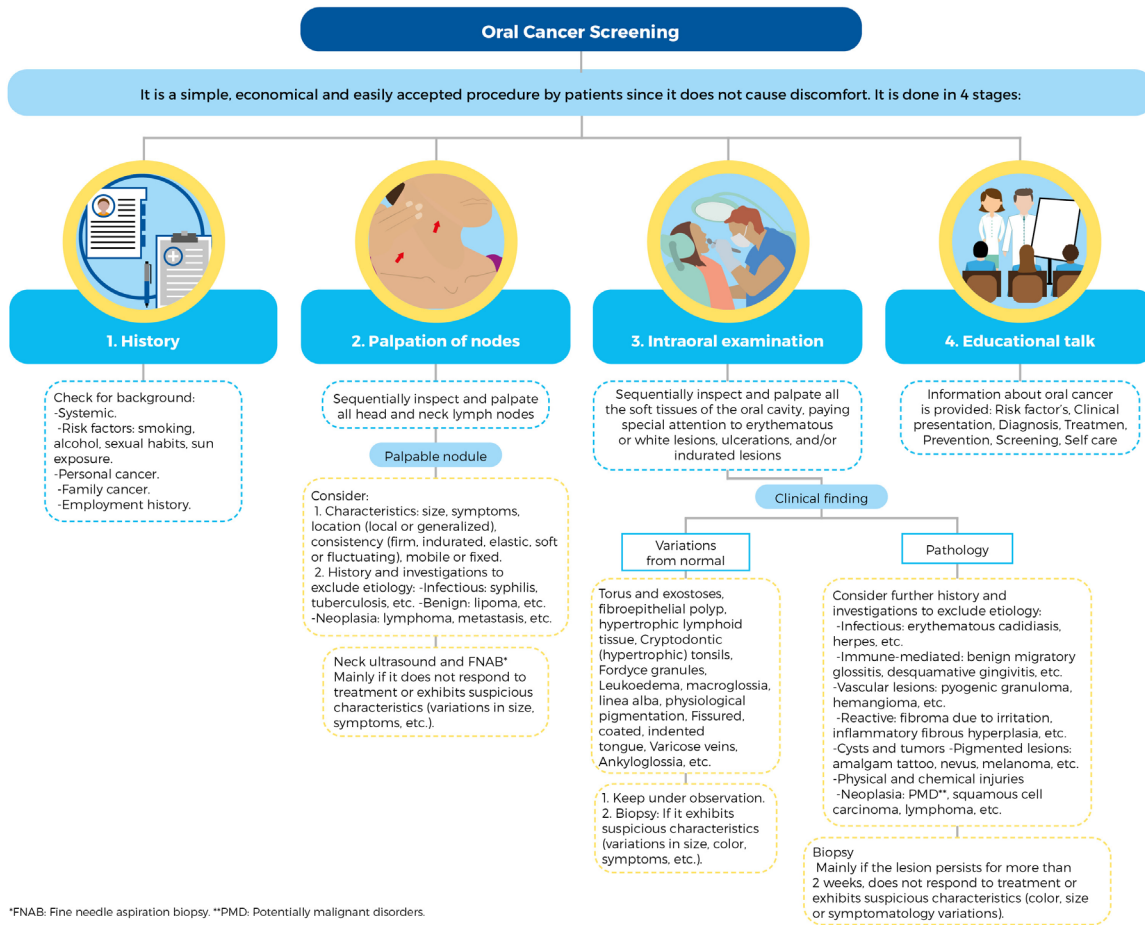 Oral Cancer Screening
It is a simple, economical and easily accepted procedure by patients since it does not cause discomfort. It is done in 4 stages:
1. History
Check for background:
-Systemic.
-Risk factors: smoking,
alcohol, sexual habits, sun
exposure.
-Personal cancer.
-Family cancer.
-Employment history.
2. Palpation of nodes
Sequentially inspect and palpate
all head and neck lymph nodes
Palpable nodule
Consider:
1. Characteristics: size, symptoms,
location (local or generalized),
consistency (firm, indurated, elastic, soft
or fluctuating), mobile or fixed.
2. History and investigations to
exclude etiology: -Infectious: syphilis,
tuberculosis, etc. -Benign: lipoma, etc.
-Neoplasia: lymphoma, metastasis, etc.
Neck ultrasound and FNAB*
Mainly if it does not respond to
treatment or exhibits suspicious
characteristics (variations in size,
symptoms, etc.).
3. Intraoral examination
Sequentially inspect and palpate all
the soft tissues of the oral cavity, paying
special attention to erythematous
or white lesions, ulcerations, and/or
indurated lesions
Clinical finding
Variations
from normal
Torus and exostoses,
fibroepithelial polyp,
hypertrophic lymphoid
tissue, Cryptodontic
(hypertrophic) tonsils,
Fordyce granules,
Leukoedema, macroglossia,
linea alba, physiological
pigmentation, Fissured,
coated, indented
tongue, Varicose veins,
Ankyloglossia, etc.
1. Keep under observation.
2. Biopsy: If it exhibits
suspicious characteristics
(variations in size, color,
symptoms, etc.).
Pathology
Consider further history and
investigations to exclude etiology:
-Infectious: erythematous cadidiasis,
herpes, etc.
-Immune-mediated: benign migratory
glossitis, desquamative gingivitis, etc.
-Vascular lesions: pyogenic granuloma,
hemangioma, etc.
-Reactive: fibroma due to irritation,
inflammatory fibrous hyperplasia, etc.
-Cysts and tumors -Pigmented lesions:
amalgam tattoo, nevus, melanoma, etc.
-Physical and chemical injuries
-Neoplasia: PMD**, squamous cell
carcinoma, lymphoma, etc.
Biopsy
Mainly if the lesion persists for more than
2 weeks, does not respond to treatment or
exhibits suspicious characteristics (color, size
or symptomatology variations).
4. Educational talk
Information about oral cancer
is provided: Risk factor's, Clinical
presentation, Diagnosis, Treatmen,
Prevention, Screening, Self care
*FNAB: Fine needle aspiration biopsy. **PMD: Potentially malignant disorders.